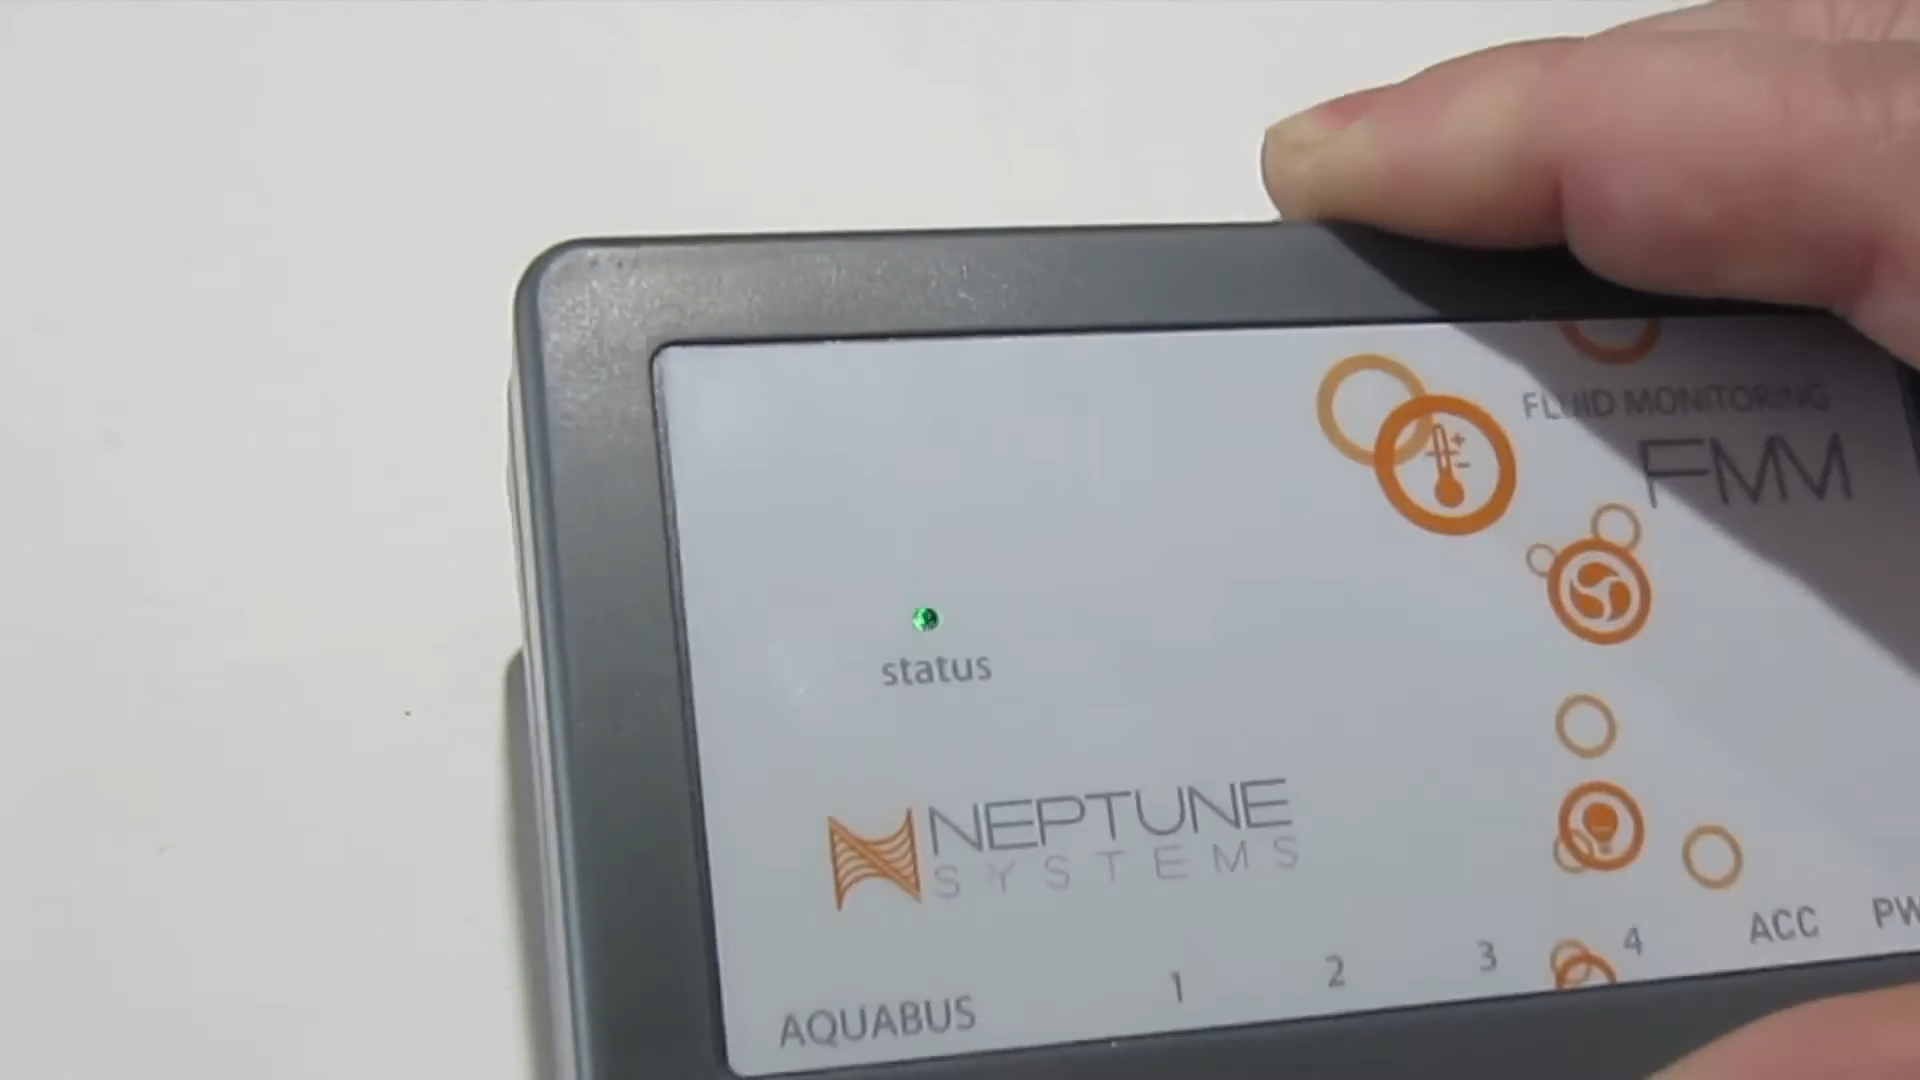 FLUID MONITORING
FMM
status
NEPTUNE
SYSTEMS
AQUABUS 1 2 3 4 ACC